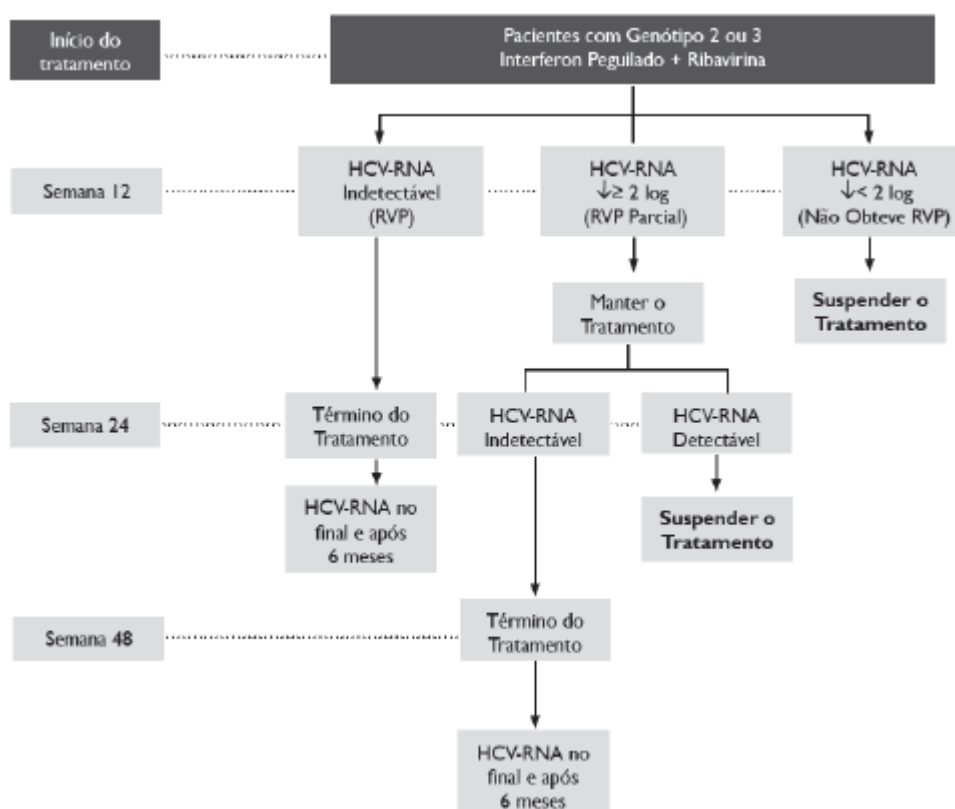 Início do
tratamento
Pacientes com Genótipo 2 ou 3
Interferon Peguilado + Ribavirina
Semana 12
HCV-RNA
Indetectável
(RVP)
HCV-RNA
↓≥ 2 log
(RVP Parcial)
HCV-RNA
↓< 2 log
(Não Obteve RVP)
Manter o
Tratamento
Suspender o
Tratamento
Semana 24
Término do
Tratamento
HCV-RNA
Indetectável
HCV-RNA
Detectável
HCV-RNA no
final e após
6 meses
Suspender o
Tratamento
Semana 48
Término do
Tratamento
HCV-RNA no
final e após
6 meses